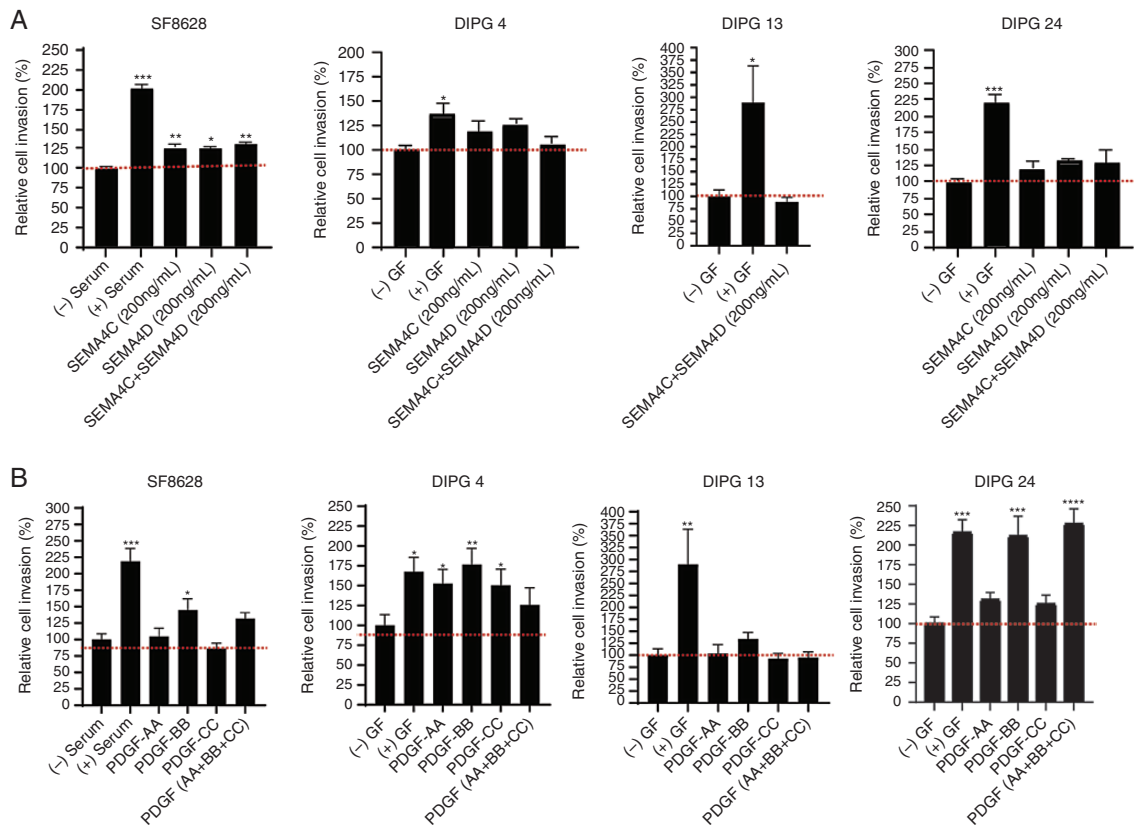 A
SF8628
Relative cell invasion (%)
250
225
200
175
150
125
100
75
50
25
0
***
**
*
**
(–) Serum
(+) Serum
SEMA4C (200ng/mL)
SEMA4D (200ng/mL)
SEMA4C+SEMA4D (200ng/mL)
DIPG 4
Relative cell invasion (%)
200
175
150
125
100
75
50
25
0
*
(–) GF
(+) GF
SEMA4C (200ng/mL)
SEMA4D (200ng/mL)
SEMA4C+SEMA4D (200ng/mL)
DIPG 13
Relative cell invasion (%)
400
375
350
325
300
275
250
225
200
175
150
125
100
75
50
25
0
*
(–) GF
(+) GF
SEMA4C+SEMA4D (200ng/mL)
DIPG 24
Relative cell invasion (%)
300
275
250
225
200
175
150
125
100
75
50
25
0
***
(–) GF
(+) GF
SEMA4C (200ng/mL)
SEMA4D (200ng/mL)
SEMA4C+SEMA4D (200ng/mL)
B
SF8628
Relative cell invasion (%)
300
275
250
225
200
175
150
125
100
75
50
25
0
***
*
(–) Serum
(+) Serum
PDGF-AA
PDGF-BB
PDGF-CC
PDGF (AA+BB+CC)
DIPG 4
Relative cell invasion (%)
250
225
200
175
150
125
100
75
50
25
0
*
*
**
*
(–) GF
(+) GF
PDGF-AA
PDGF-BB
PDGF-CC
PDGF (AA+BB+CC)
DIPG 13
Relative cell invasion (%)
400
375
350
325
300
275
250
225
200
175
150
125
100
75
50
25
0
**
(–) GF
(+) GF
PDGF-AA
PDGF-BB
PDGF-CC
PDGF (AA+BB+CC)
DIPG 24
Relative cell invasion (%)
250
225
200
175
150
125
100
75
50
25
0
***
***
****
(–) GF
(+) GF
PDGF-AA
PDGF-BB
PDGF-CC
PDGF (AA+BB+CC)